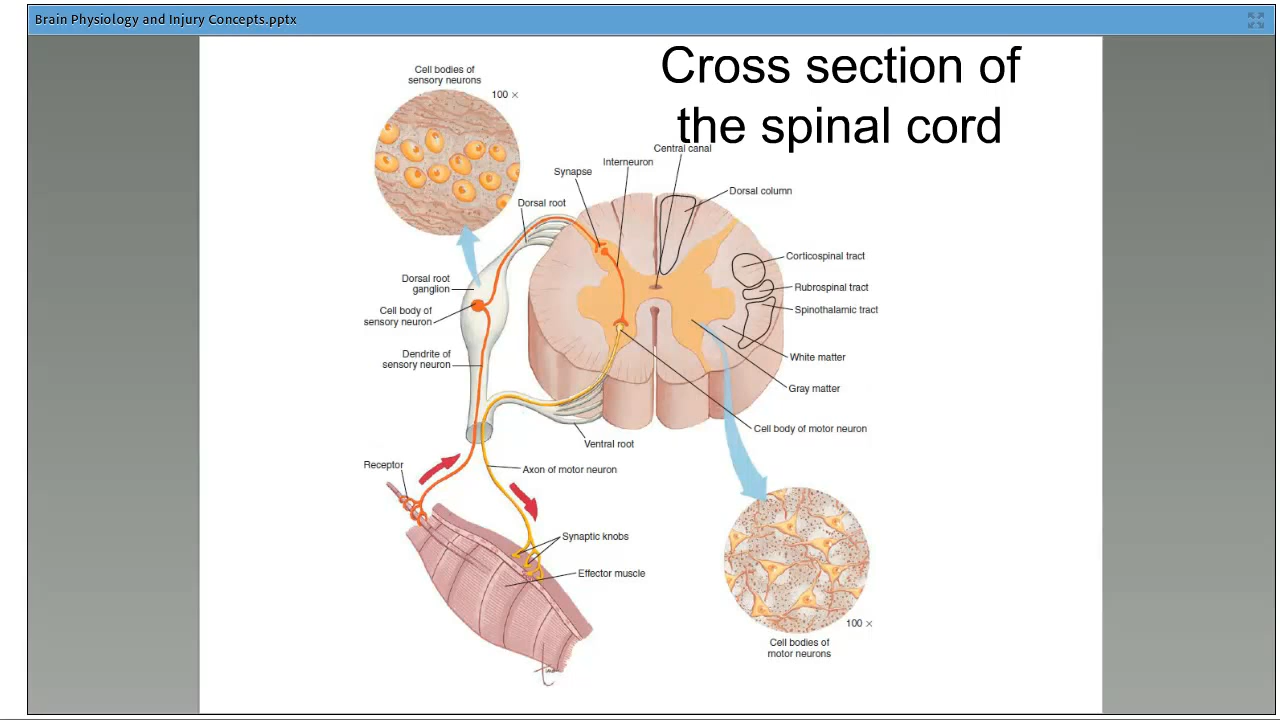 Brain Physiology and Injury Concepts.pptx
Cross section of
the spinal cord
Cell bodies of
sensory neurons
100 ×
Central canal
Interneuron
Synapse
Dorsal column
Dorsal root
Corticospinal tract
Dorsal root
ganglion
Rubrospinal tract
Cell body of
sensory neuron
Spinothalamic tract
Dendrite of
sensory neuron
White matter
Gray matter
Cell body of motor neuron
Ventral root
Receptor
Axon of motor neuron
Synaptic knobs
Effector muscle
100 ×
Cell bodies of
motor neurons